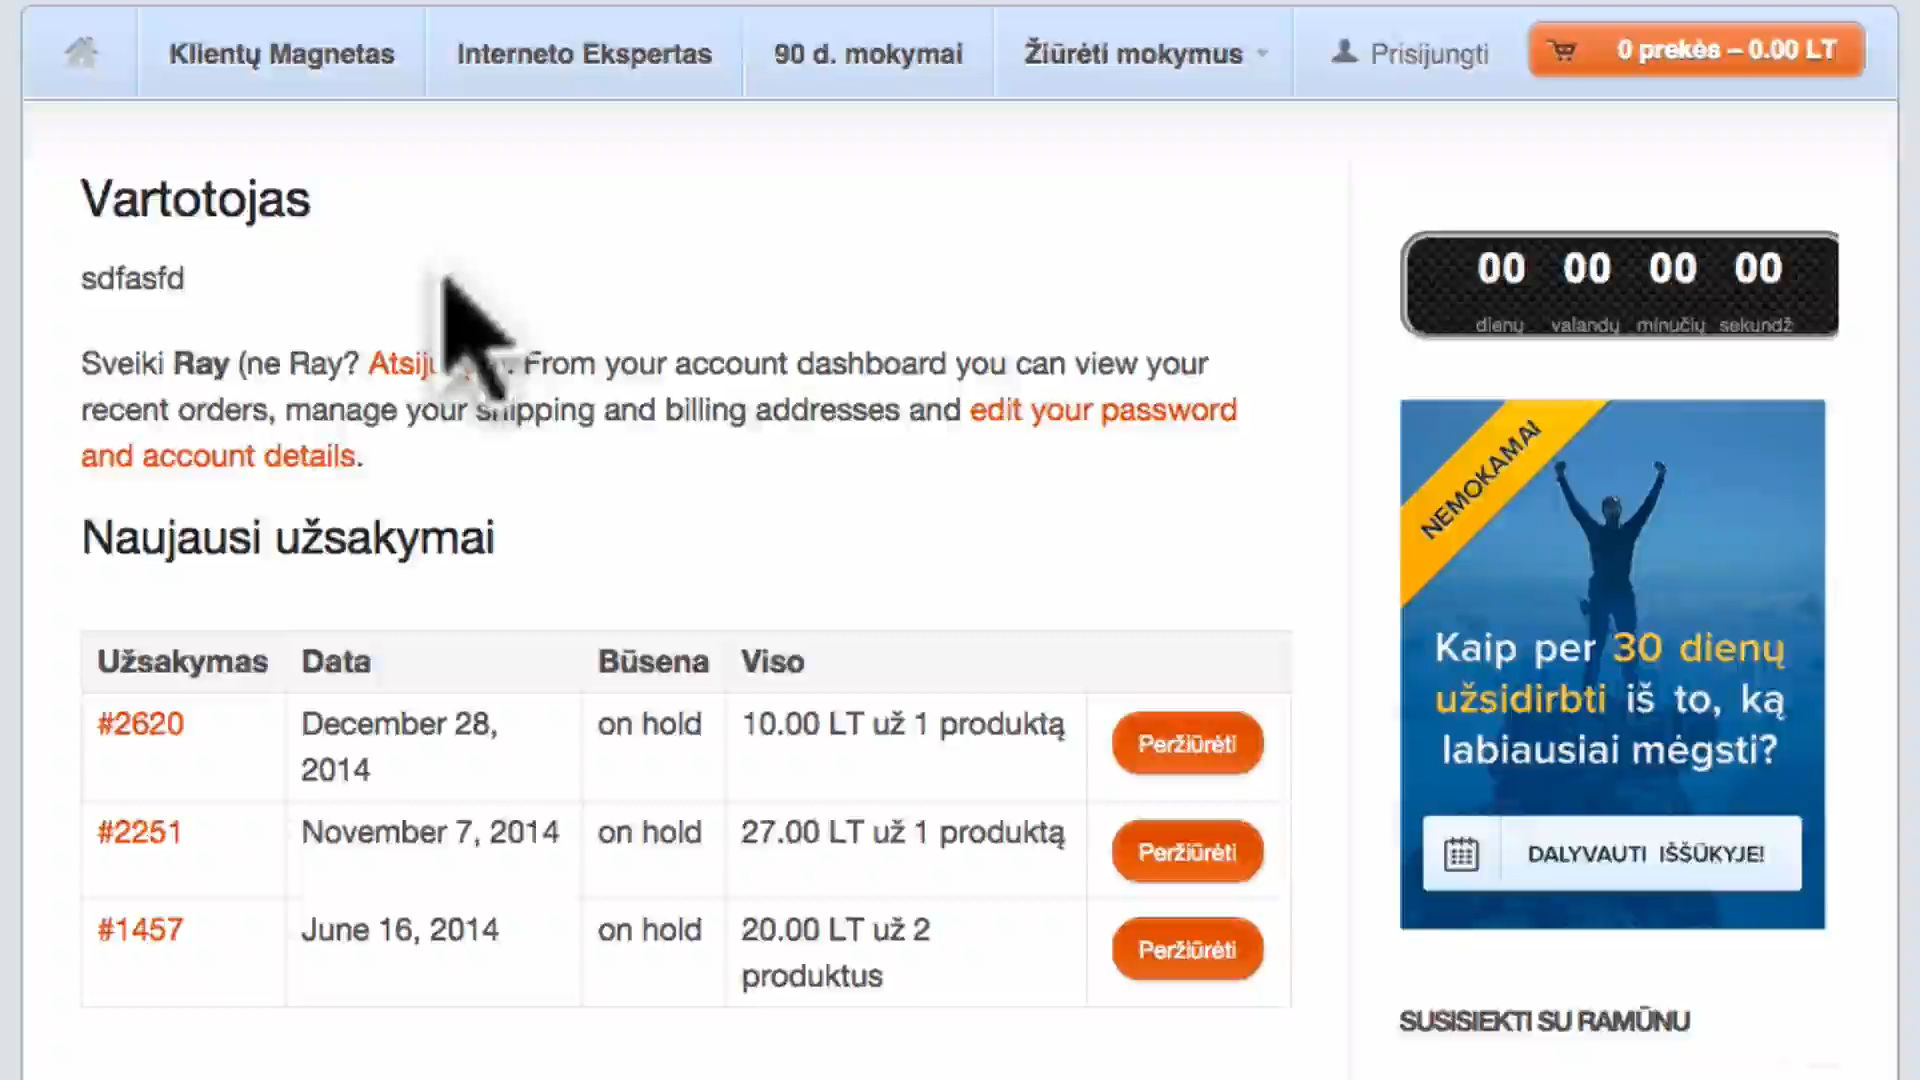 Klientų Magnetas
Interneto Ekspertas
90 d. mokymai
Žiūrėti mokymus
Prisijungti
0 prekės – 0.00 LT
Vartotojas
sdfasfd
Sveiki Ray (ne Ray? From your account dashboard you can view your
recent orders, manage your shipping and billing addresses and edit your password
and account details.
Naujausi užsakymai
Užsakymas Data Būsena Viso
#2620 December 28, 2014 on hold 10.00 LT už 1 produktą Peržiūrėti
#2251 November 7, 2014 on hold 27.00 LT už 1 produktą Peržiūrėti
#1457 June 16, 2014 on hold 20.00 LT už 2 produktus Peržiūrėti
00 00 00 00
dienų valandų minučių sekundž
NEMOKAMAI
Kaip per 30 dienų
užsidirbti iš to, ką
labiausiai mėgsti?
DALYVAUTI IŠŠŪKYJE!
SUSISIEKTI SU RAMŪNU